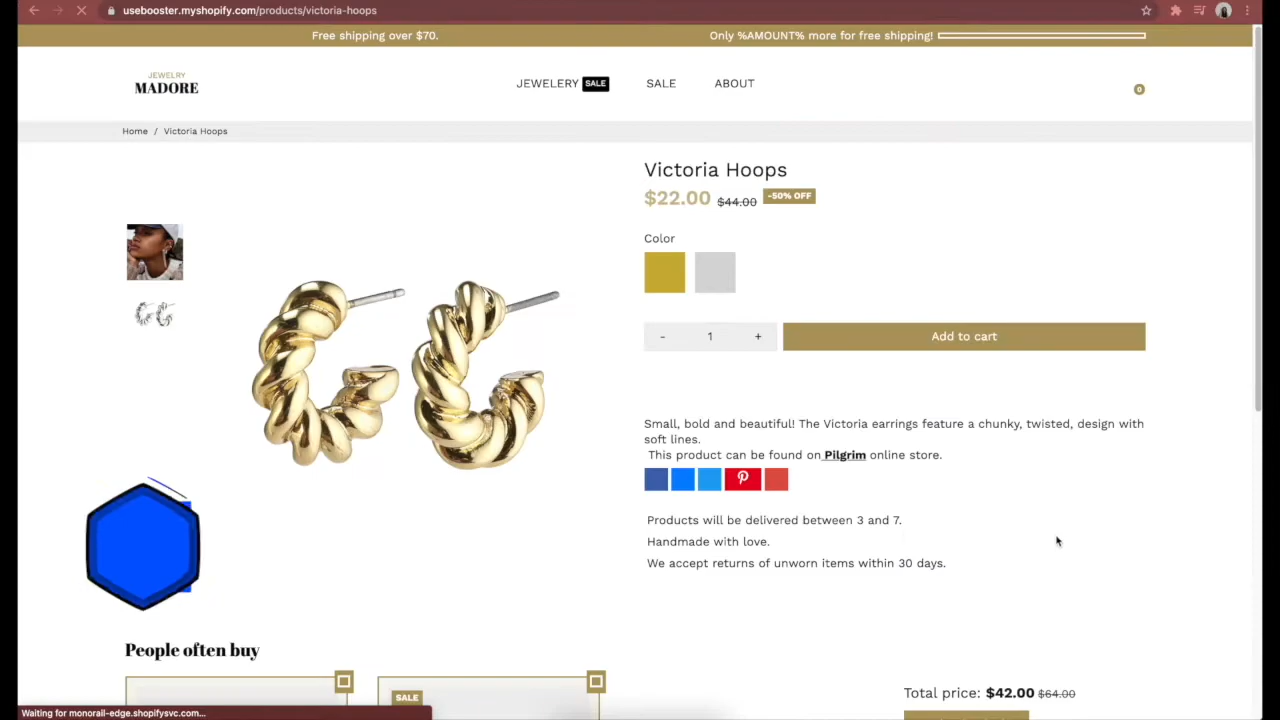 usebooster.myshopify.com/products/victoria-hoops
Free shipping over $70.
Only %AMOUNT% more for free shipping!
JEWELRY
MADORE
JEWELERY SALE
SALE
ABOUT
0
Home / Victoria Hoops
Victoria Hoops
$22.00 $44.00 -50% OFF
Color
- 1 +
Add to cart
Small, bold and beautiful! The Victoria earrings feature a chunky, twisted, design with
soft lines.
This product can be found on Pilgrim online store.
Products will be delivered between 3 and 7.
Handmade with love.
We accept returns of unworn items within 30 days.
People often buy
SALE
Total price: $42.00 $64.00
Waiting for monorail-edge.shopifysvc.com...